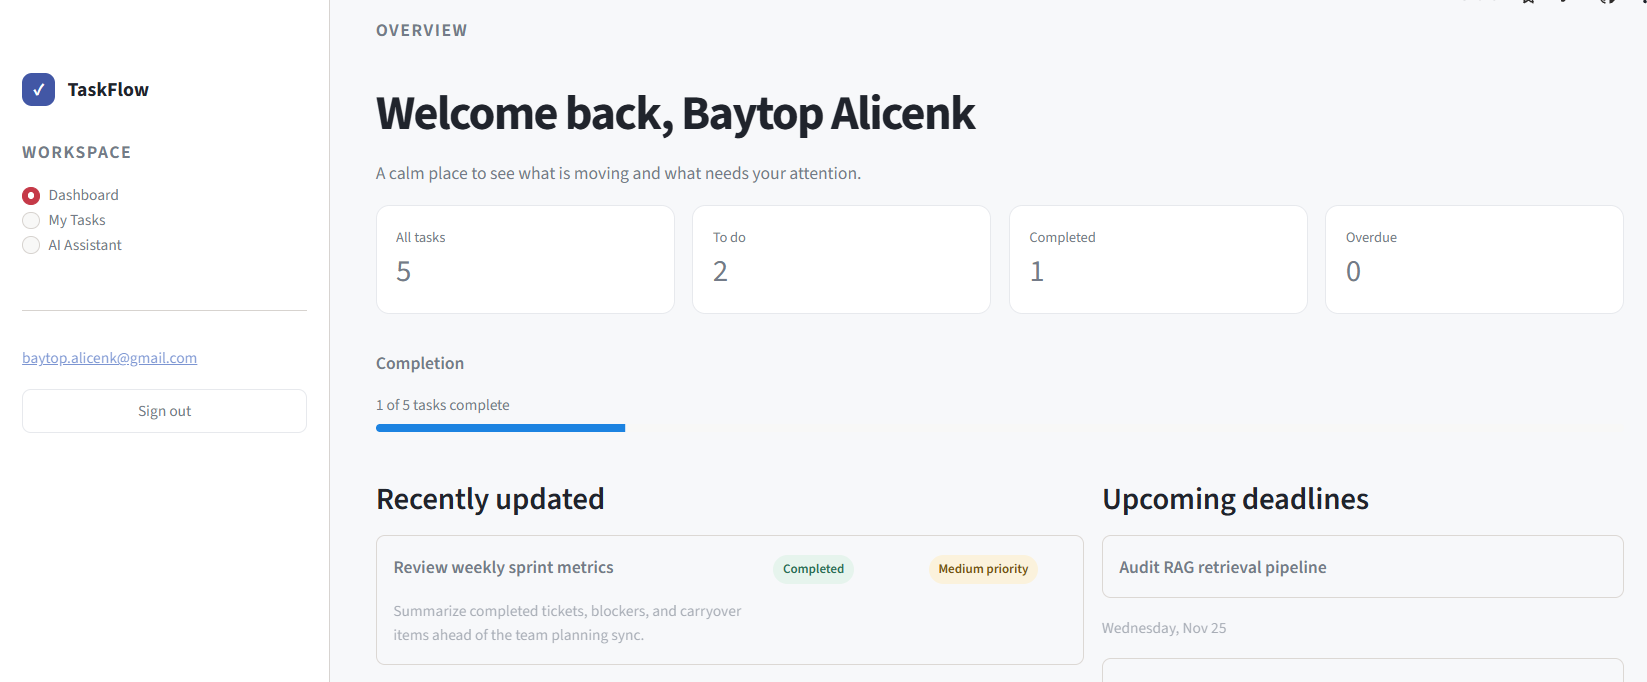 ✓ TaskFlow
WORKSPACE
Dashboard
My Tasks
AI Assistant
baytop.alicenk@gmail.com
Sign out
OVERVIEW
Welcome back, Baytop Alicenk
A calm place to see what is moving and what needs your attention.
All tasks
5
To do
2
Completed
1
Overdue
0
Completion
1 of 5 tasks complete
Recently updated
Review weekly sprint metrics
Completed
Medium priority
Summarize completed tickets, blockers, and carryover
items ahead of the team planning sync.
Upcoming deadlines
Audit RAG retrieval pipeline
Wednesday, Nov 25